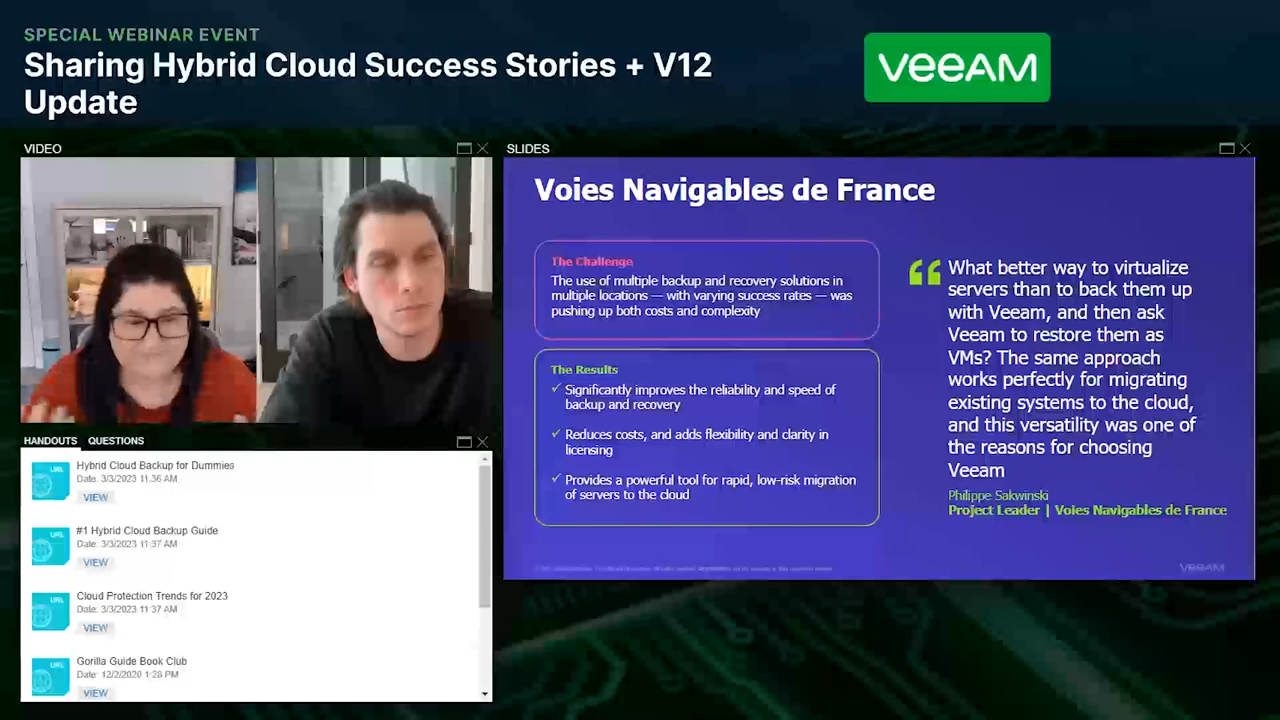 SPECIAL WEBINAR EVENT
Sharing Hybrid Cloud Success Stories + V12
Update
veeAM
VIDEO
SLIDES
Voies Navigables de France
The Challenge
The use of multiple backup and recovery solutions in
multiple locations — with varying success rates — was
pushing up both costs and complexity
The Results
✓ Significantly improves the reliability and speed of
backup and recovery
✓ Reduces costs, and adds flexibility and clarity in
licensing
✓ Provides a powerful tool for rapid, low-risk migration
of servers to the cloud
“ What better way to virtualize
servers than to back them up
with Veeam, and then ask
Veeam to restore them as
VMs? The same approach
works perfectly for migrating
existing systems to the cloud,
and this versatility was one of
the reasons for choosing
Veeam
Philippe Sakwinski
Project Leader | Voies Navigables de France
veeAM
HANDOUTS QUESTIONS
URL
Hybrid Cloud Backup for Dummies
Date: 3/3/2023 11:36 AM
VIEW
URL
#1 Hybrid Cloud Backup Guide
Date: 3/3/2023 11:37 AM
VIEW
URL
Cloud Protection Trends for 2023
Date: 3/3/2023 11:37 AM
VIEW
URL
Gorilla Guide Book Club
Date: 12/2/2020 1:28 PM
VIEW